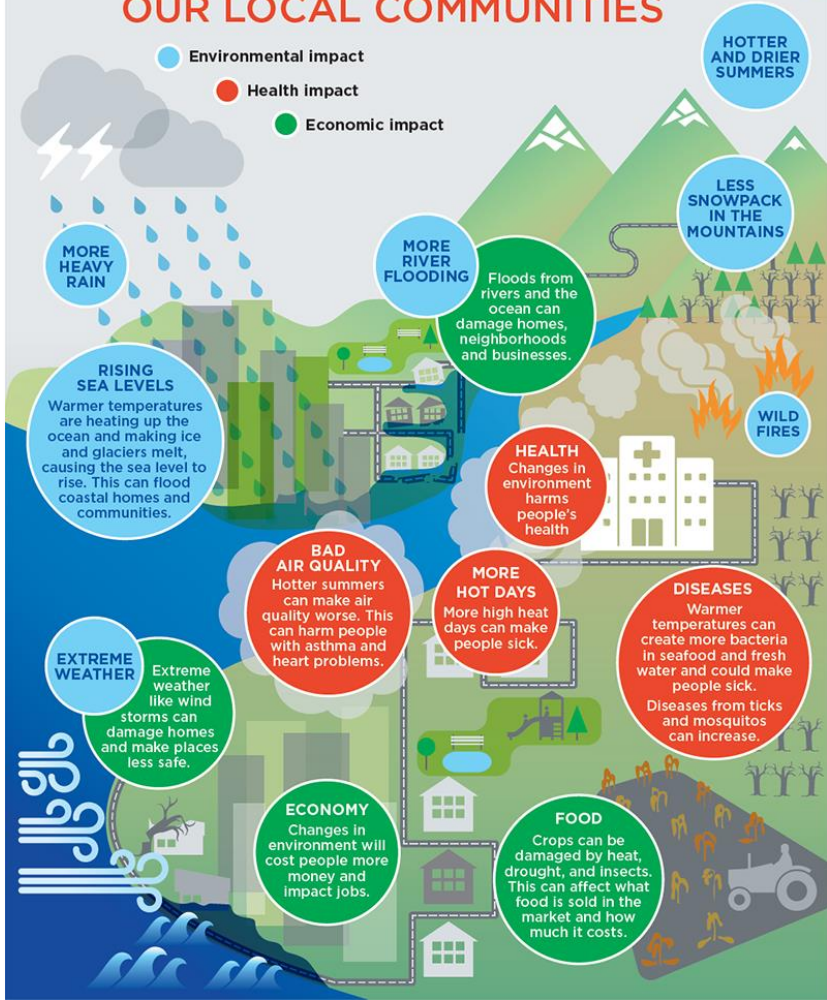 OUR LOCAL COMMUNITIES
Environmental impact
Health impact
Economic impact
HOTTER
AND DRIER
SUMMERS
LESS
SNOWPACK
IN THE
MOUNTAINS
MORE
HEAVY
RAIN
MORE
RIVER
FLOODING
Floods from
rivers and the
ocean can
damage homes,
neighborhoods
and businesses.
RISING
SEA LEVELS
Warmer temperatures
are heating up the
ocean and making ice
and glaciers melt,
causing the sea level to
rise. This can flood
coastal homes and
communities.
WILD
FIRES
HEALTH
Changes in
environment
harms
people's
health
BAD
AIR QUALITY
Hotter summers
can make air
quality worse. This
can harm people
with asthma and
heart problems.
MORE
HOT DAYS
More high heat
days can make
people sick.
DISEASES
Warmer
temperatures can
create more bacteria
in seafood and fresh
water and could make
people sick.
Diseases from ticks
and mosquitos
can increase.
EXTREME
WEATHER
Extreme
weather
like wind
storms can
damage homes
and make places
less safe.
ECONOMY
Changes in
environment will
cost people more
money and
impact jobs.
FOOD
Crops can be
damaged by heat,
drought, and insects.
This can affect what
food is sold in the
market and how
much it costs.